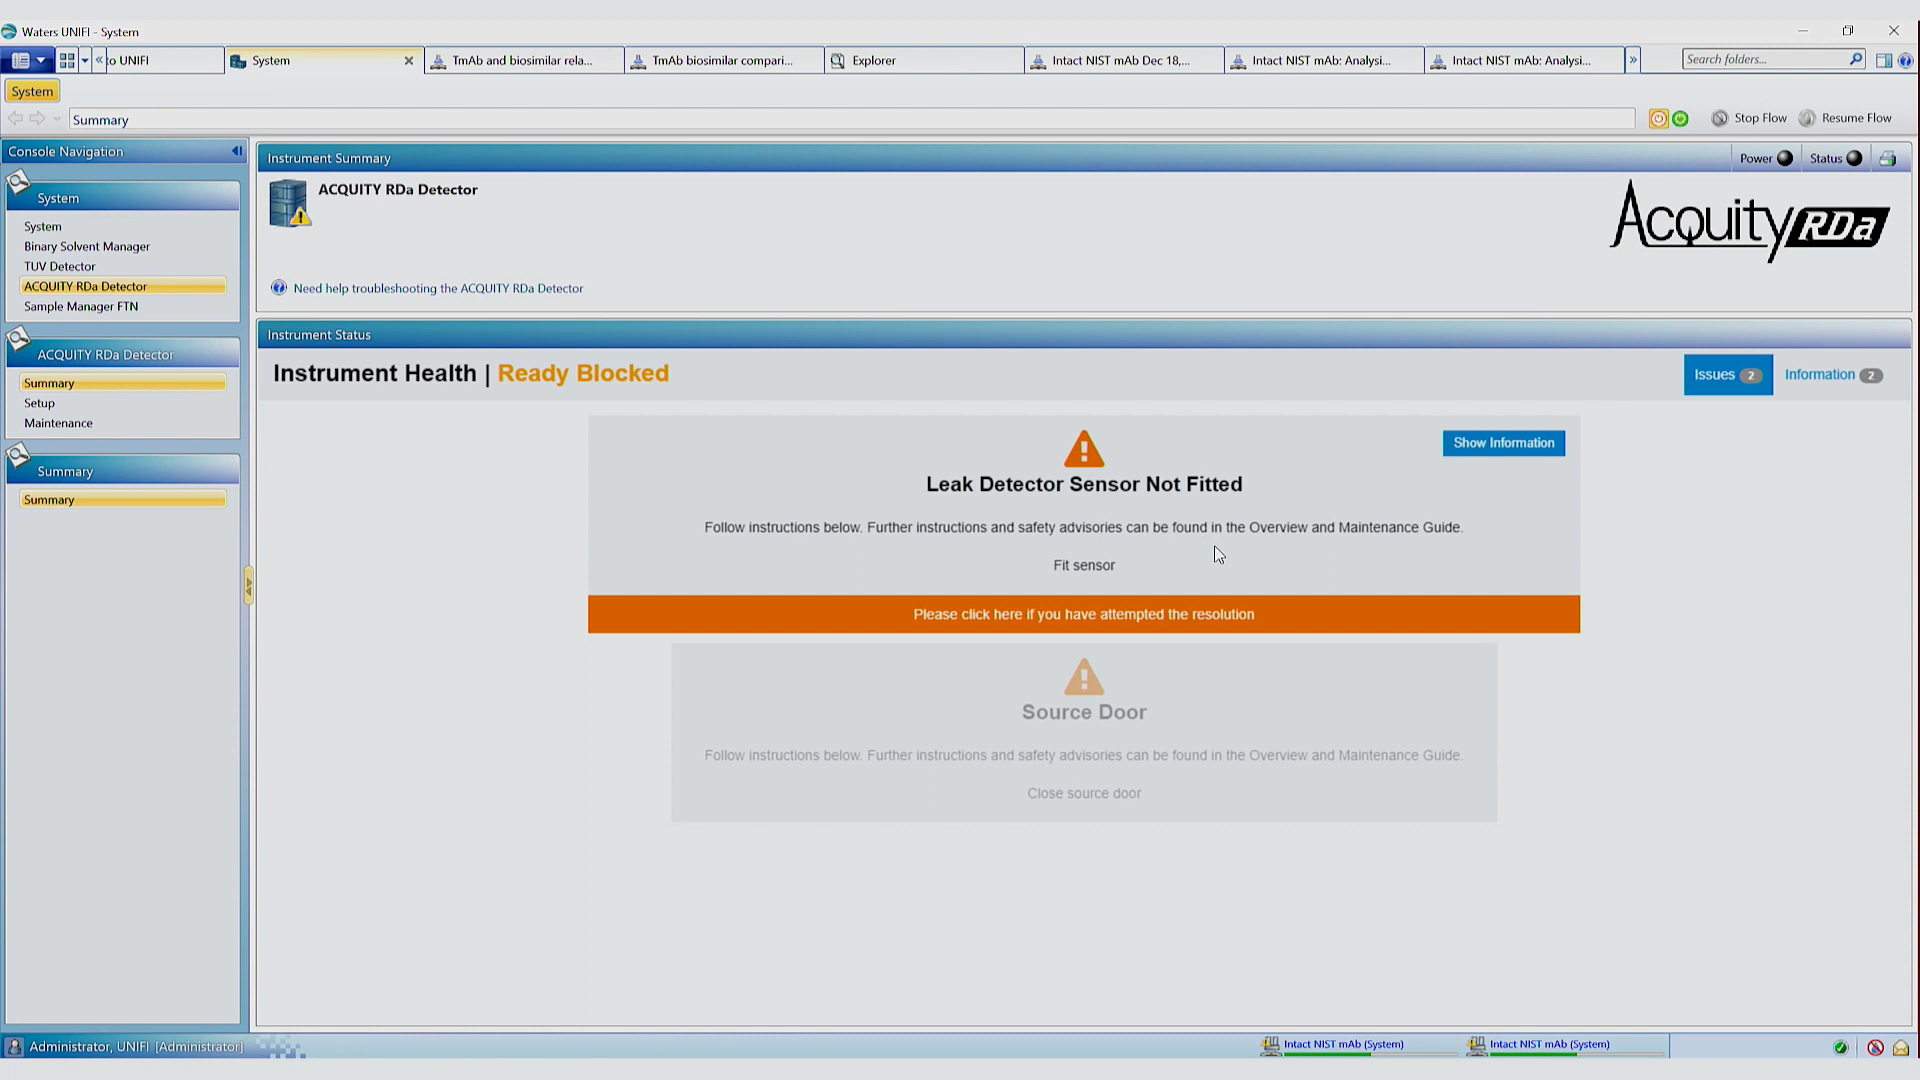 Waters UNIFI - System
o UNIFI
System
TmAb and biosimilar rela...
TmAb biosimilar compari...
Explorer
Intact NIST mAb Dec 18,...
Intact NIST mAb: Analysi...
Intact NIST mAb: Analysi...
Search folders...
System
Summary
Stop Flow
Resume Flow
Console Navigation
System
System
Binary Solvent Manager
TUV Detector
ACQUITY RDa Detector
Sample Manager FTN
ACQUITY RDa Detector
Summary
Setup
Maintenance
Summary
Summary
Instrument Summary
Power
Status
ACQUITY RDa Detector
Acquity RDa
Need help troubleshooting the ACQUITY RDa Detector
Instrument Status
Instrument Health | Ready Blocked
Issues 2
Information 2
Show Information
Leak Detector Sensor Not Fitted
Follow instructions below. Further instructions and safety advisories can be found in the Overview and Maintenance Guide.
Fit sensor
Please click here if you have attempted the resolution
Source Door
Follow instructions below. Further instructions and safety advisories can be found in the Overview and Maintenance Guide.
Close source door
Administrator, UNIFI [Administrator]
Intact NIST mAb (System)
Intact NIST mAb (System)